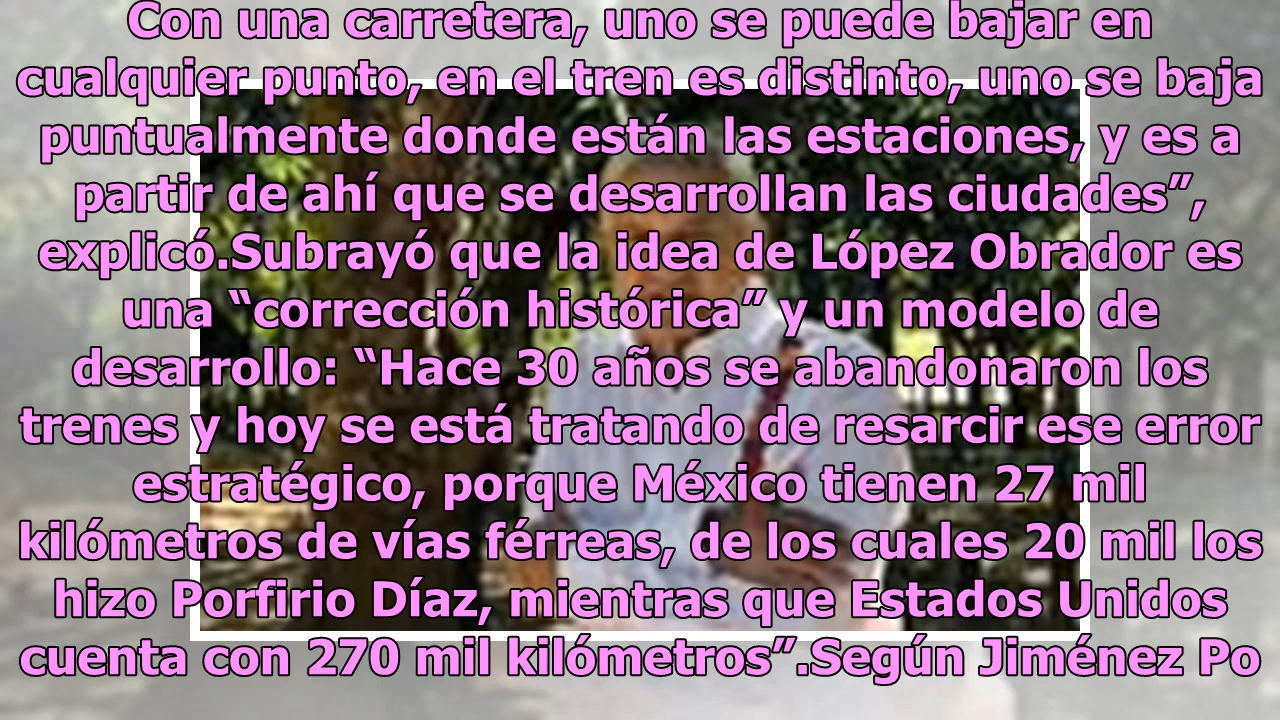 Con una carretera, uno se puede bajar en
cualquier punto, en el tren es distinto, uno se baja
puntualmente donde están las estaciones, y es a
partir de ahí que se desarrollan las ciudades”,
explicó.Subrayó que la idea de López Obrador es
una “corrección histórica” y un modelo de
desarrollo: “Hace 30 años se abandonaron los
trenes y hoy se está tratando de resarcir ese error
estratégico, porque México tienen 27 mil
kilómetros de vías férreas, de los cuales 20 mil los
hizo Porfirio Díaz, mientras que Estados Unidos
cuenta con 270 mil kilómetros”.Según Jiménez Po